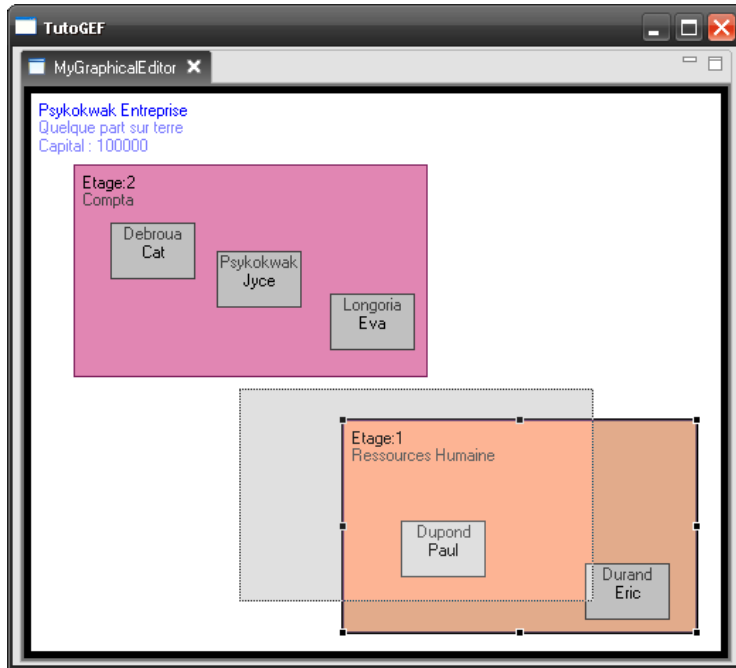 TutoGEF
MyGraphicalEditor
Psykokwak Entreprise
Quelque part sur terre
Capital : 100000
Etage:2
Compta
Debroua
Cat
Psykokwak
Jyce
Longoria
Eva
Etage:1
Ressources Humaine
Dupond
Paul
Durand
Eric